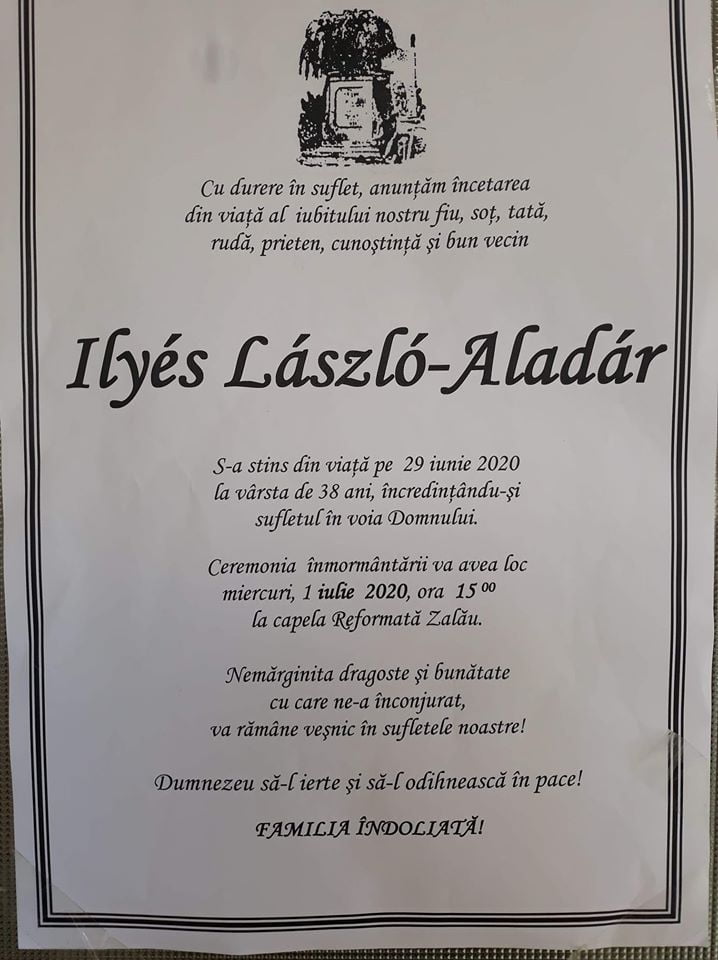 Cu durere în suflet, anunțăm încetarea
din viață al iubitului nostru fiu, soț, tată,
rudă, prieten, cunoștință și bun vecin
Ilyés László-Aladár
S-a stins din viață pe 29 iunie 2020
la vârsta de 38 ani, încredințându-și
sufletul în voia Domnului.
Ceremonia înmormântării va avea loc
miercuri, 1 iulie 2020, ora 15 00
la capela Reformată Zalău.
Nemărginita dragoste şi bunătate
cu care ne-a înconjurat,
va rămâne veşnic în sufletele noastre!
Dumnezeu să-l ierte şi să-l odihnească în pace!
FAMILIA ÎNDOLIATĂ!